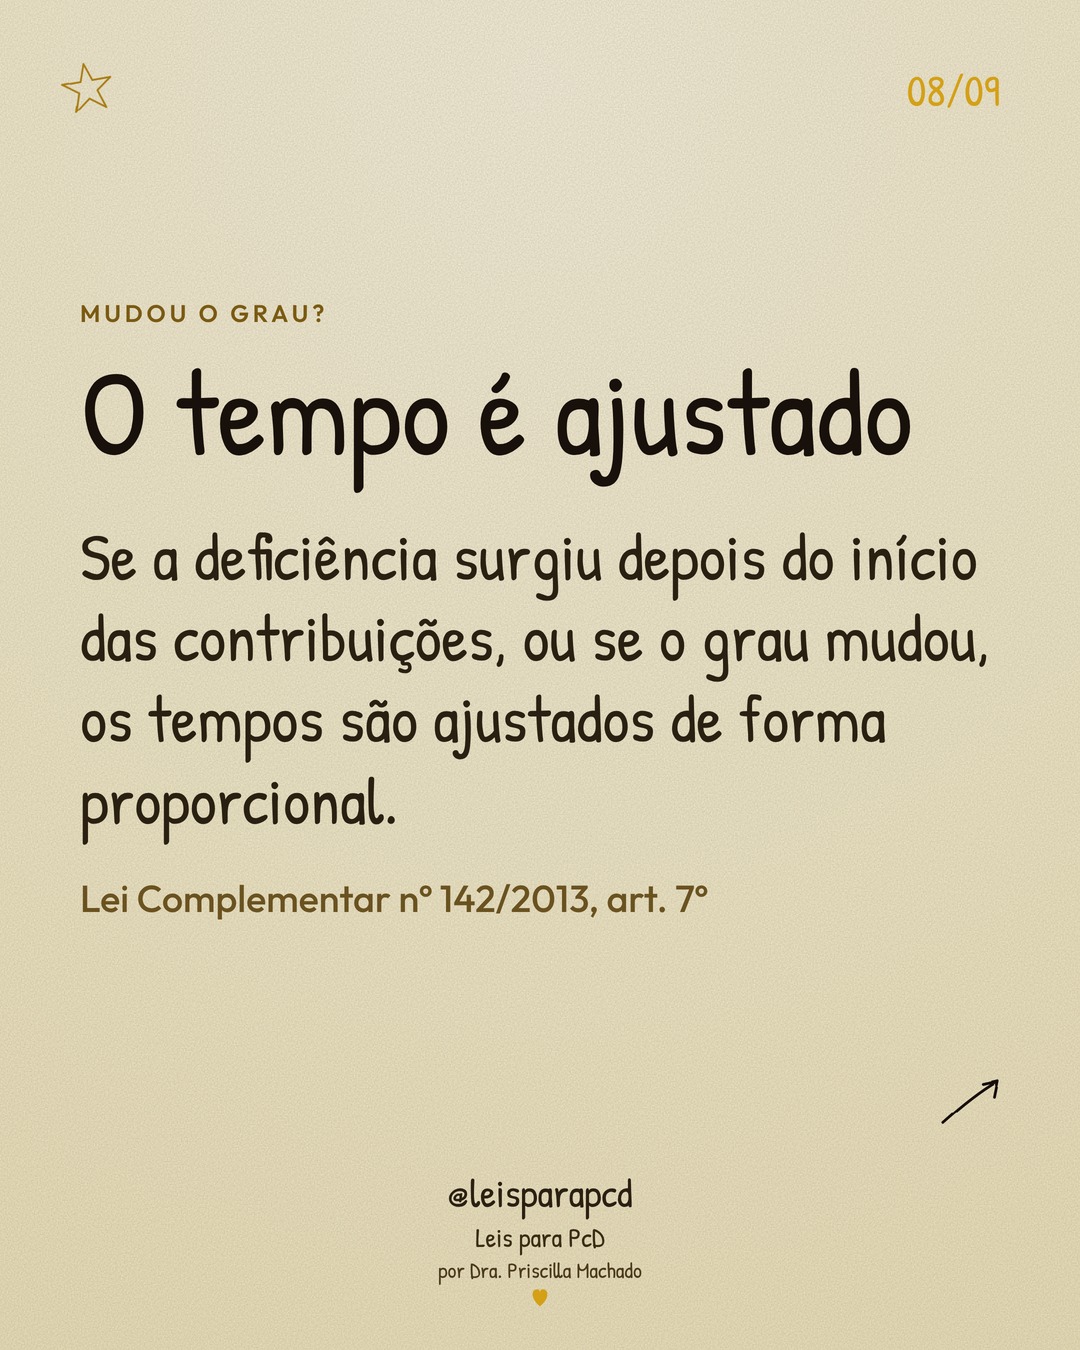 08/09
MUDOU O GRAU?
O tempo é ajustado
Se a deficiência surgiu depois do início
das contribuições, ou se o grau mudou,
os tempos são ajustados de forma
proporcional.
Lei Complementar nº 142/2013, art. 7º
@leisparapcd
Leis para PcD
por Dra. Priscilla Machado